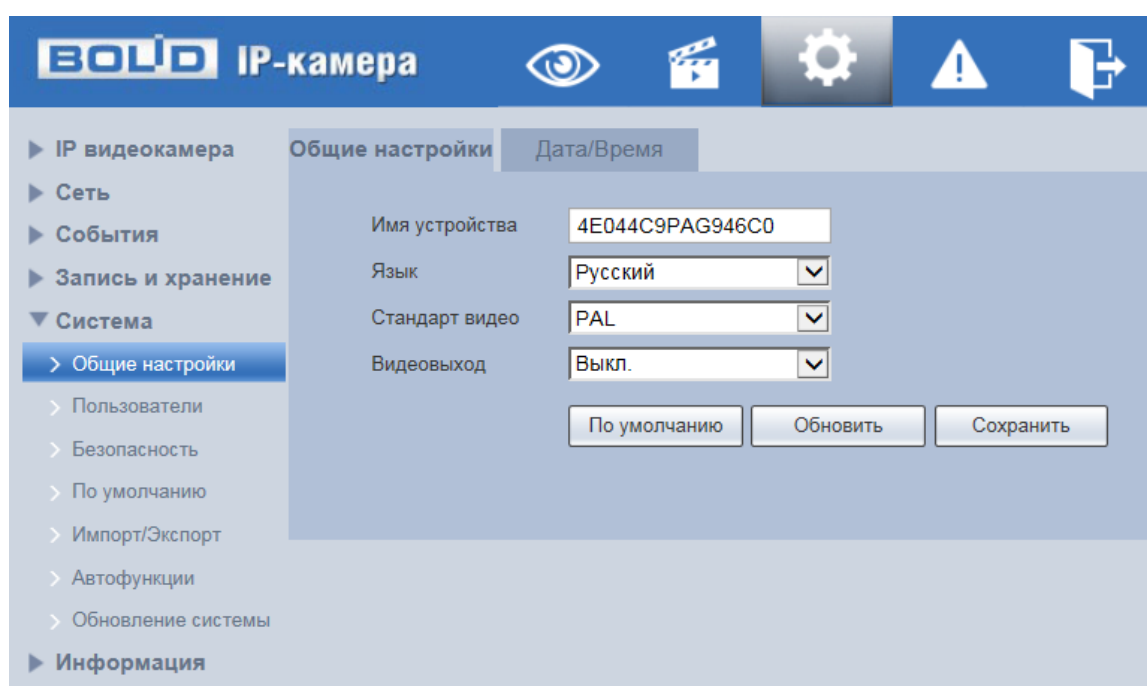 BOLID IP-камера
IP видеокамера
Сеть
События
Запись и хранение
Система
Общие настройки
Пользователи
Безопасность
По умолчанию
Импорт/Экспорт
Автофункции
Обновление системы
Информация
Общие настройки Дата/Время
Имя устройства 4E044C9PAG946C0
Язык Русский
Стандарт видео PAL
Видеовыход Выкл.
По умолчанию Обновить Сохранить